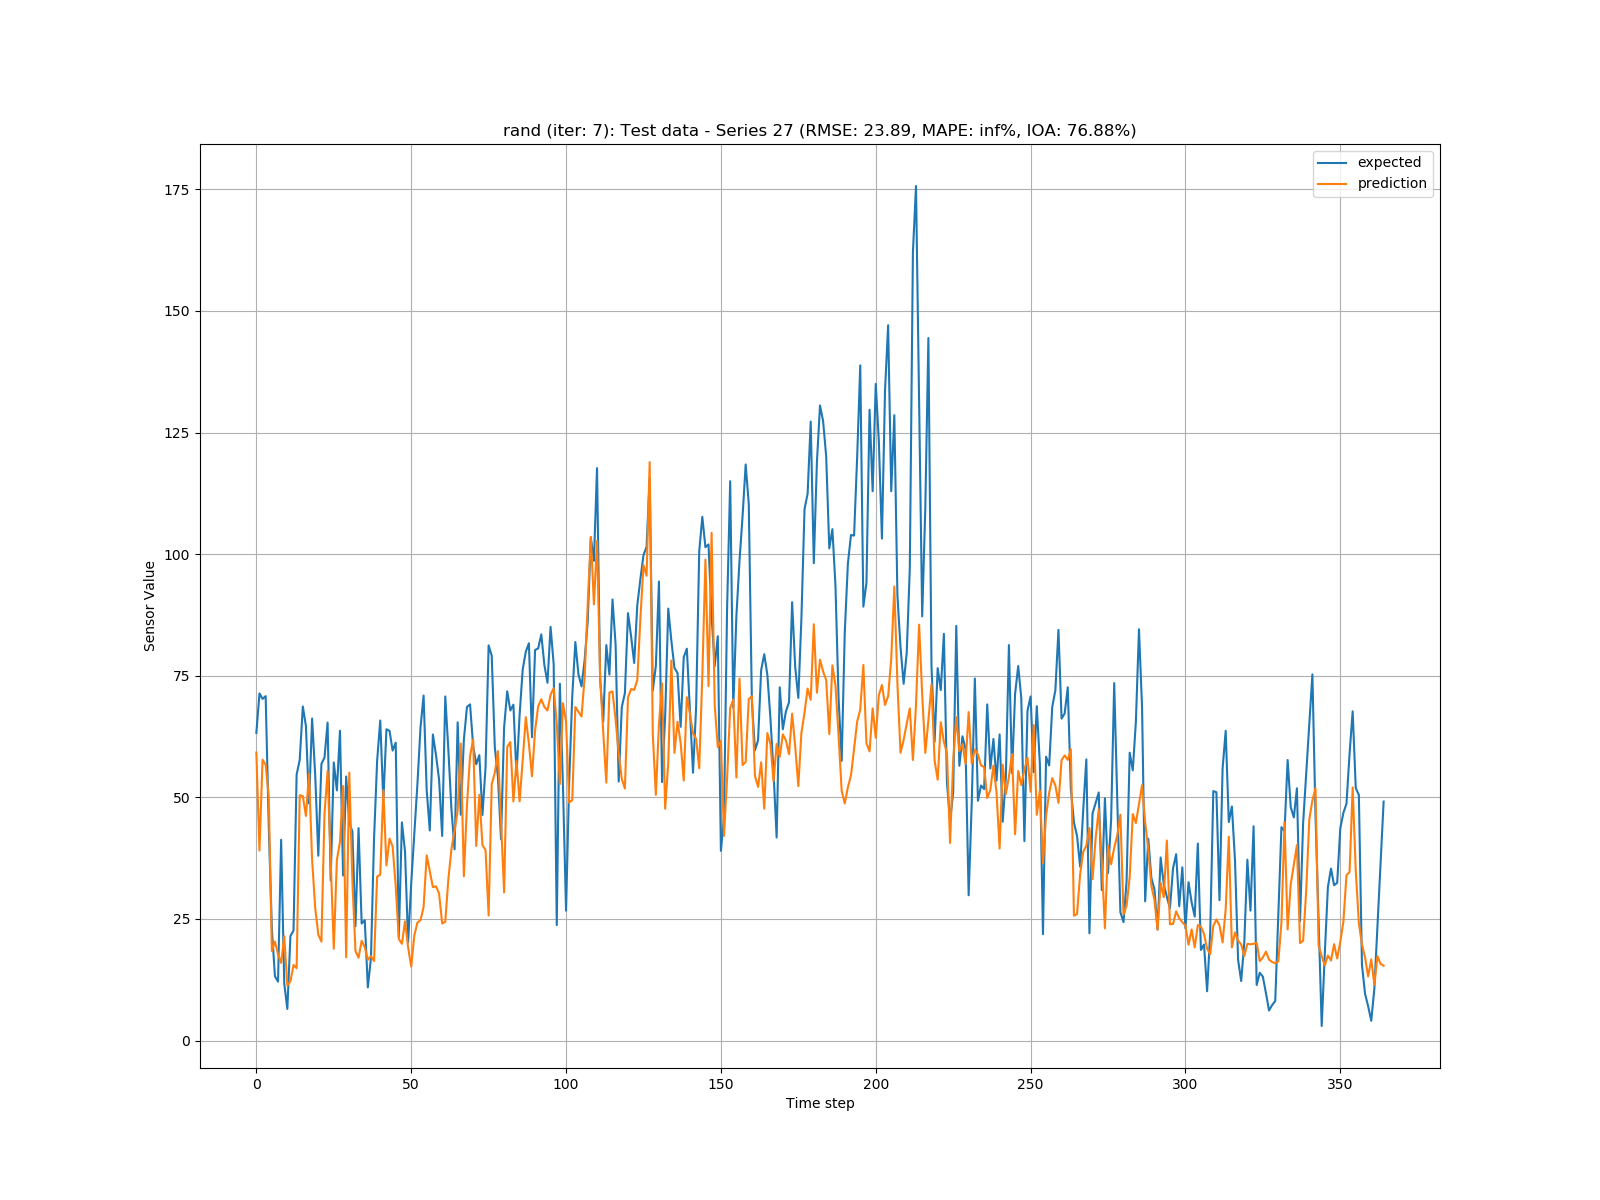 rand (iter: 7): Test data - Series 27 (RMSE: 23.89, MAPE: inf%, IOA: 76.88%)
expected
prediction
175
150
125
100
75
50
25
0
Sensor Value
0 50 100 150 200 250 300 350
Time step